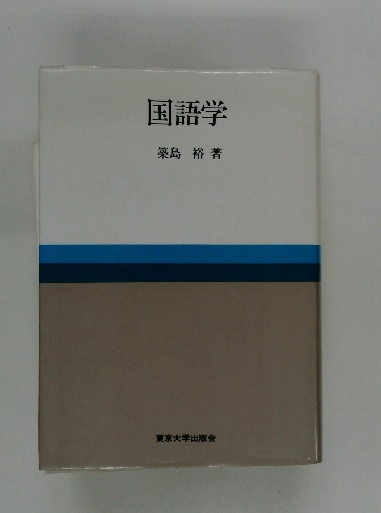 国語学
築島 裕 著
東京大学出版会